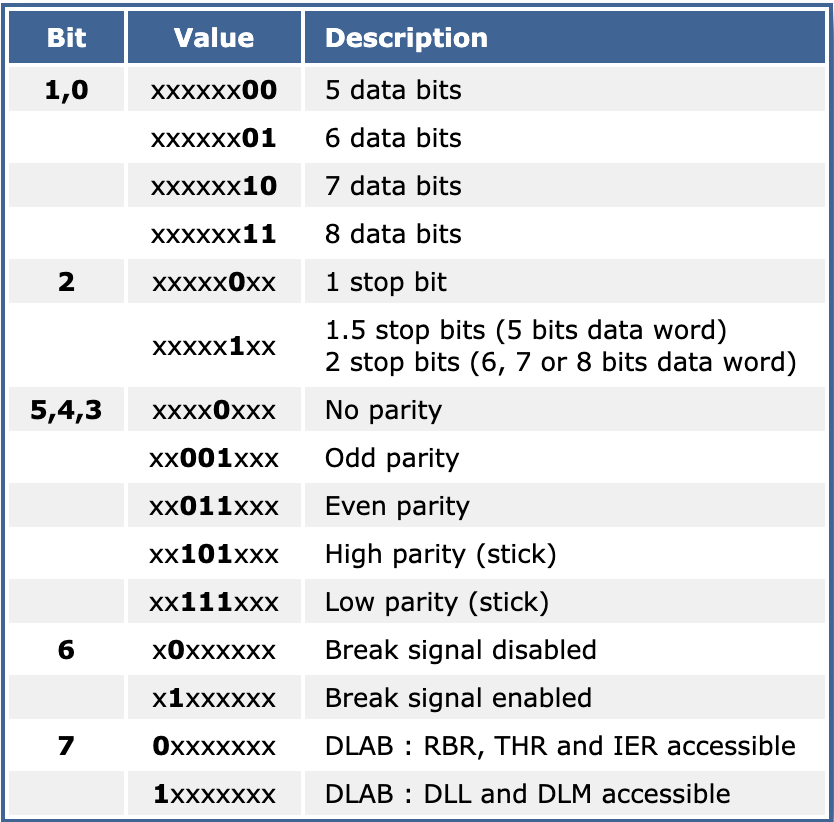 Bit Value Description
1,0 xxxxxx00 5 data bits
xxxxxx01 6 data bits
xxxxxx10 7 data bits
xxxxxx11 8 data bits
2 xxxxx0xx 1 stop bit
xxxxx1xx 1.5 stop bits (5 bits data word)
2 stop bits (6, 7 or 8 bits data word)
5,4,3 xxxx0xxx No parity
xx001xxx Odd parity
xx011xxx Even parity
xx101xxx High parity (stick)
xx111xxx Low parity (stick)
6 x0xxxxxx Break signal disabled
x1xxxxxx Break signal enabled
7 0xxxxxxx DLAB : RBR, THR and IER accessible
1xxxxxxx DLAB : DLL and DLM accessible